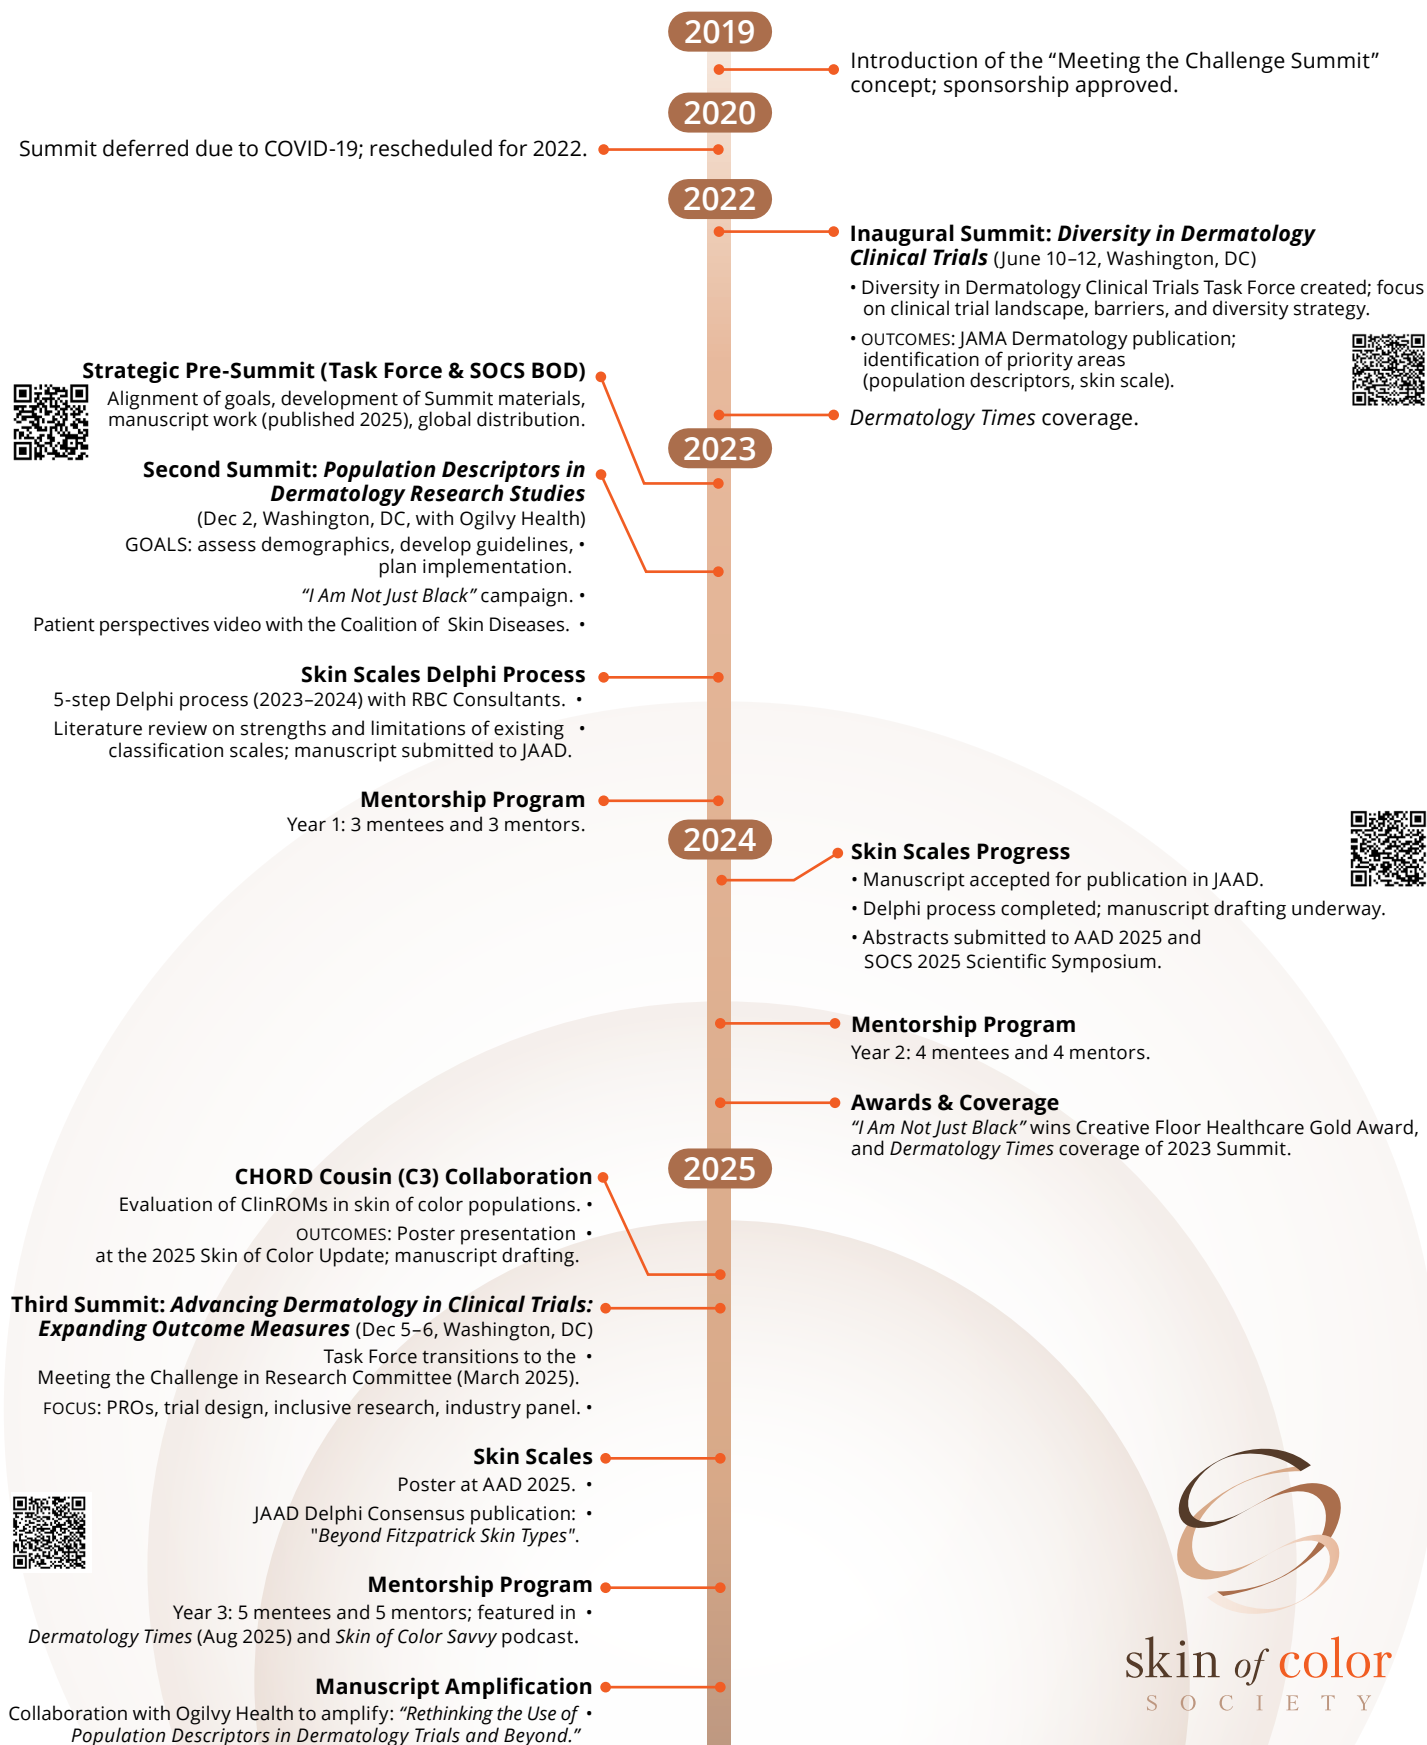 2019
Introduction of the “Meeting the Challenge Summit”
concept; sponsorship approved.
2020
Summit deferred due to COVID-19; rescheduled for 2022.
2022
Inaugural Summit: Diversity in Dermatology
Clinical Trials (June 10–12, Washington, DC)
• Diversity in Dermatology Clinical Trials Task Force created; focus
on clinical trial landscape, barriers, and diversity strategy.
• OUTCOMES: JAMA Dermatology publication;
identification of priority areas
(population descriptors, skin scale).
Dermatology Times coverage.
2023
Strategic Pre-Summit (Task Force & SOCS BOD)
Alignment of goals, development of Summit materials,
manuscript work (published 2025), global distribution.
Second Summit: Population Descriptors in
Dermatology Research Studies
(Dec 2, Washington, DC, with Ogilvy Health)
GOALS: assess demographics, develop guidelines, •
plan implementation.
“I Am Not Just Black” campaign. •
Patient perspectives video with the Coalition of Skin Diseases. •
Skin Scales Delphi Process
5-step Delphi process (2023–2024) with RBC Consultants. •
Literature review on strengths and limitations of existing •
classification scales; manuscript submitted to JAAD.
Mentorship Program
Year 1: 3 mentees and 3 mentors.
2024
Skin Scales Progress
• Manuscript accepted for publication in JAAD.
• Delphi process completed; manuscript drafting underway.
• Abstracts submitted to AAD 2025 and
SOCS 2025 Scientific Symposium.
Mentorship Program
Year 2: 4 mentees and 4 mentors.
Awards & Coverage
“I Am Not Just Black” wins Creative Floor Healthcare Gold Award,
and Dermatology Times coverage of 2023 Summit.
2025
CHORD Cousin (C3) Collaboration
Evaluation of ClinROMs in skin of color populations. •
OUTCOMES: Poster presentation •
at the 2025 Skin of Color Update; manuscript drafting.
Third Summit: Advancing Dermatology in Clinical Trials:
Expanding Outcome Measures (Dec 5–6, Washington, DC)
Task Force transitions to the •
Meeting the Challenge in Research Committee (March 2025).
FOCUS: PROs, trial design, inclusive research, industry panel. •
Skin Scales
Poster at AAD 2025. •
JAAD Delphi Consensus publication: •
"Beyond Fitzpatrick Skin Types".
Mentorship Program
Year 3: 5 mentees and 5 mentors; featured in •
Dermatology Times (Aug 2025) and Skin of Color Savvy podcast.
Manuscript Amplification
Collaboration with Ogilvy Health to amplify: “Rethinking the Use of •
Population Descriptors in Dermatology Trials and Beyond.”
skin of color
SOCIETY